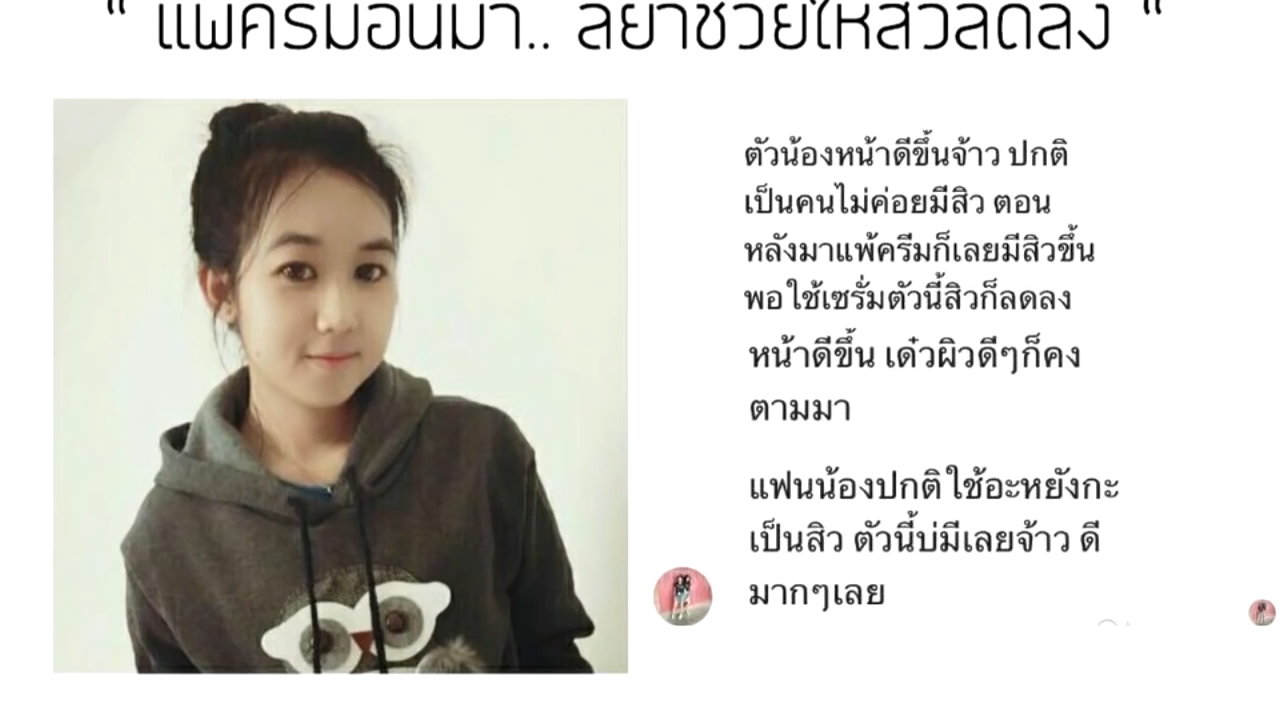 “ แพ้ครีมอื่นมา.. ลียาช่วยให้สิวลดลง “
ตัวน้องหน้าดีขึ้นจ้าว ปกติ
เป็นคนไม่ค่อยมีสิว ตอน
หลังมาแพ้ครีมก็เลยมีสิวขึ้น
พอใช้เซรั่มตัวนี้สิวก็ลดลง
หน้าดีขึ้น เด๋วผิวดีๆก็คง
ตามมา
แฟนน้องปกติใช้อะหยังกะ
เป็นสิว ตัวนี้บ่มีเลยจ้าว ดี
มากๆเลย